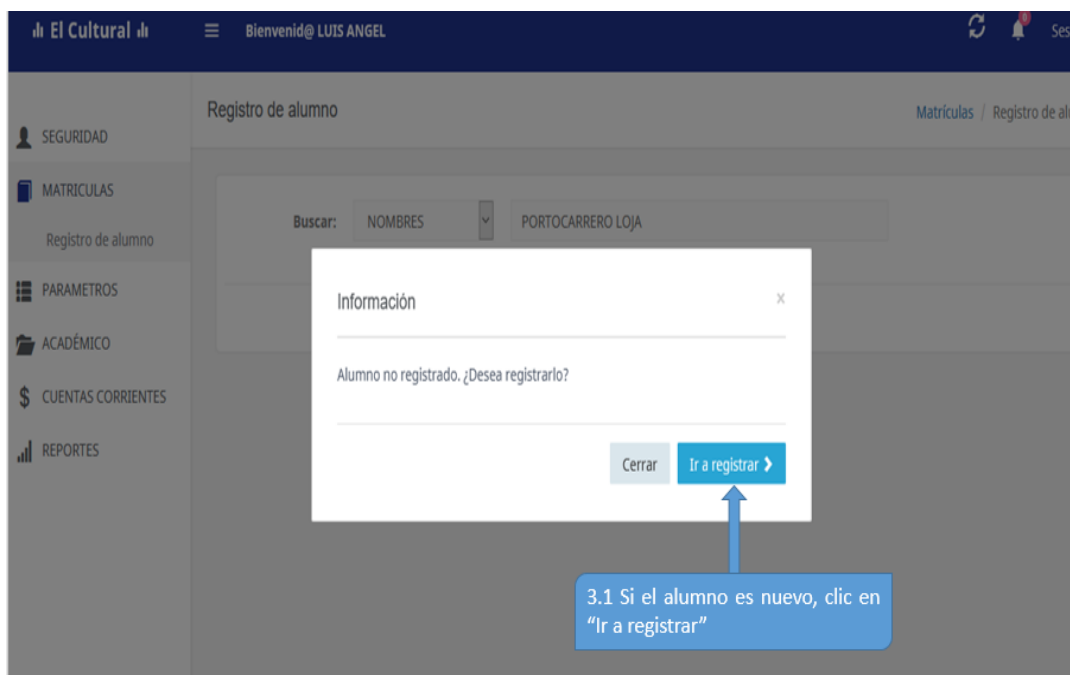 El Cultural
Bienvenid@ LUIS ANGEL
6
Registro de alumno
Matrículas / Registro de
SEGURIDAD
MATRICULAS
Registro de alumno
PARAMETROS
ACADÉMICO
$ CUENTAS CORRIENTES
REPORTES
Buscar: NOMBRES PORTOCARRERO LOJA
Información x
Alumno no registrado. ¿Desea registrarlo?
Cerrar Ir a registrar
3.1 Si el alumno es nuevo, clic en
“Ir a registrar”